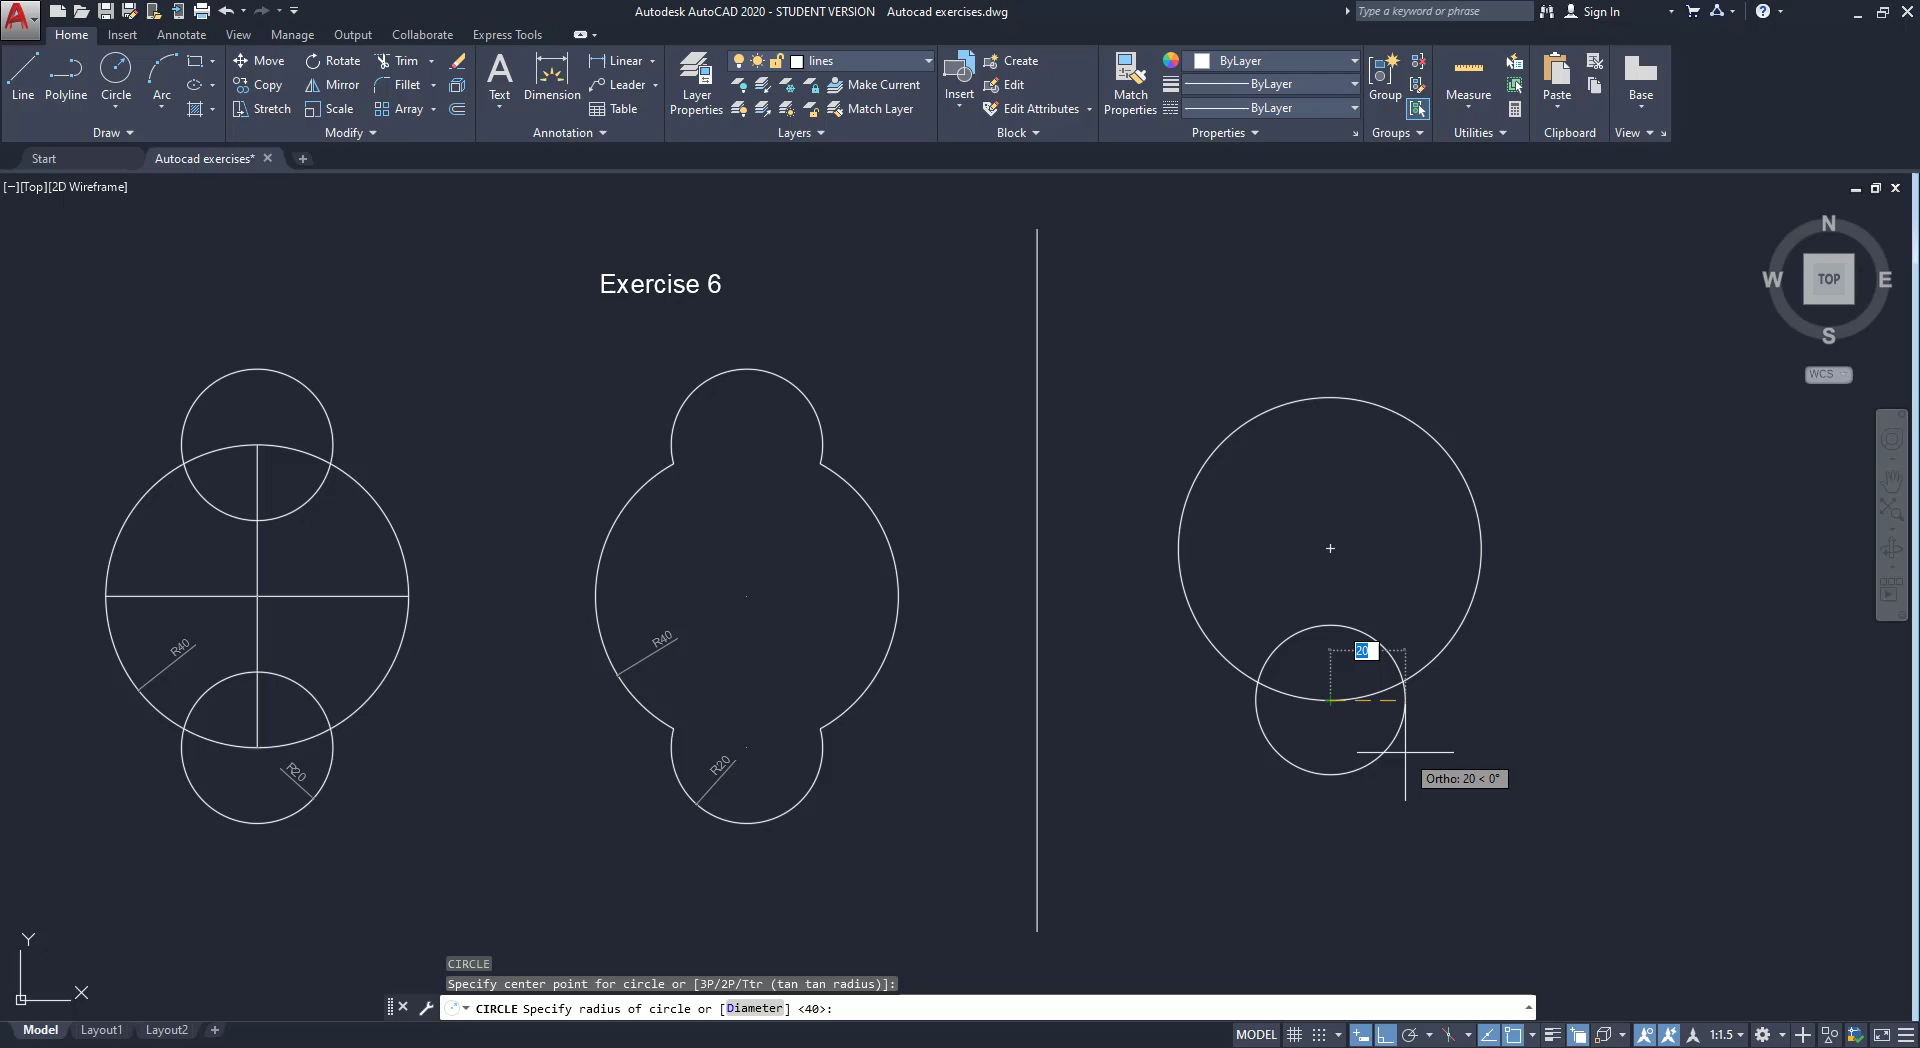 Autodesk AutoCAD 2020 - STUDENT VERSION Autocad exercises.dwg
Type a keyword or phrase
Sign In
Home Insert Annotate View Manage Output Collaborate Express Tools
Line
Polyline
Circle
Arc
Draw
Move Rotate Trim
Copy Mirror Fillet
Stretch Scale Array
Modify
Text
Dimension
Linear
Leader
Table
Annotation
Layer
Properties
lines
Make Current
Match Layer
Layers
Insert
Create
Edit
Edit Attributes
Block
Match
Properties
ByLayer
ByLayer
ByLayer
Properties
Group
Groups
Measure
Utilities
Paste
Clipboard
Base
View
Start Autocad exercises*
[−][Top][2D Wireframe]
Exercise 6
N
W TOP E
S
WCS
R40
R20
R40
R20
20
Ortho: 20 < 0°
Y
X
CIRCLE
Specify center point for circle or [3P/2P/Ttr (tan tan radius)]:
CIRCLE Specify radius of circle or [Diameter] <40>:
Model Layout1 Layout2
MODEL
1:1.5